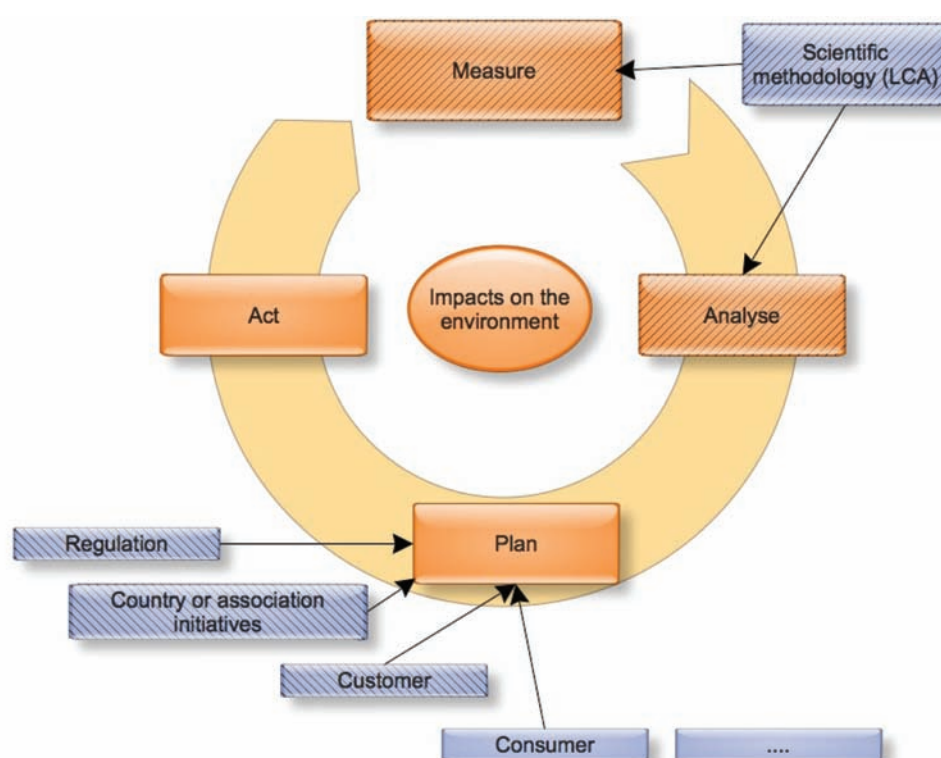 Measure
Scientific
methodology (LCA)
Act
Impacts on the
environment
Analyse
Regulation
Plan
Country or association
initiatives
Customer
Consumer
....